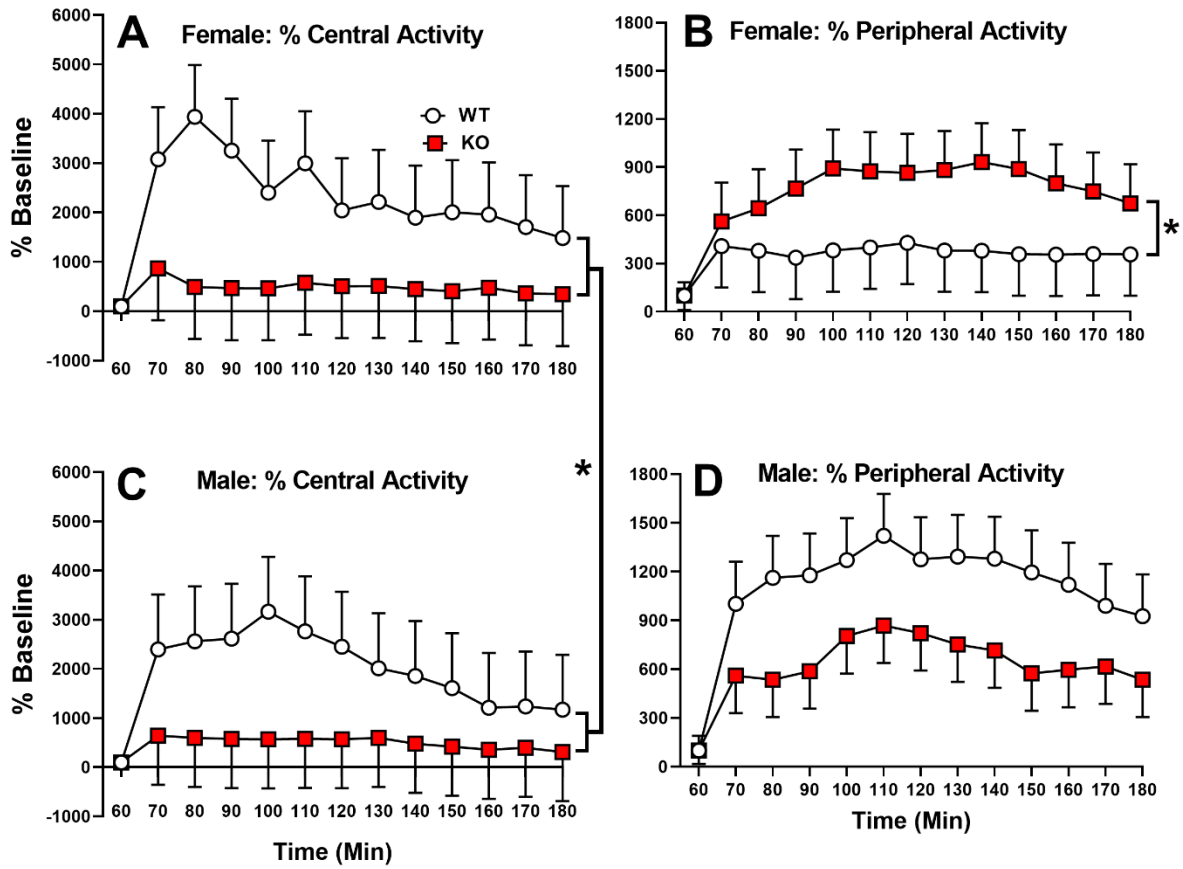 A Female: % Central Activity
6000
5000
4000
3000
2000
1000
0
-1000
% Baseline
WT
KO
60 70 80 90 100 110 120 130 140 150 160 170 180
B Female: % Peripheral Activity
1800
1500
1200
900
600
300
0
*
60 70 80 90 100 110 120 130 140 150 160 170 180
*
C Male: % Central Activity
6000
5000
4000
3000
2000
1000
0
-1000
% Baseline
60 70 80 90 100 110 120 130 140 150 160 170 180
Time (Min)
D Male: % Peripheral Activity
1800
1500
1200
900
600
300
0
60 70 80 90 100 110 120 130 140 150 160 170 180
Time (Min)